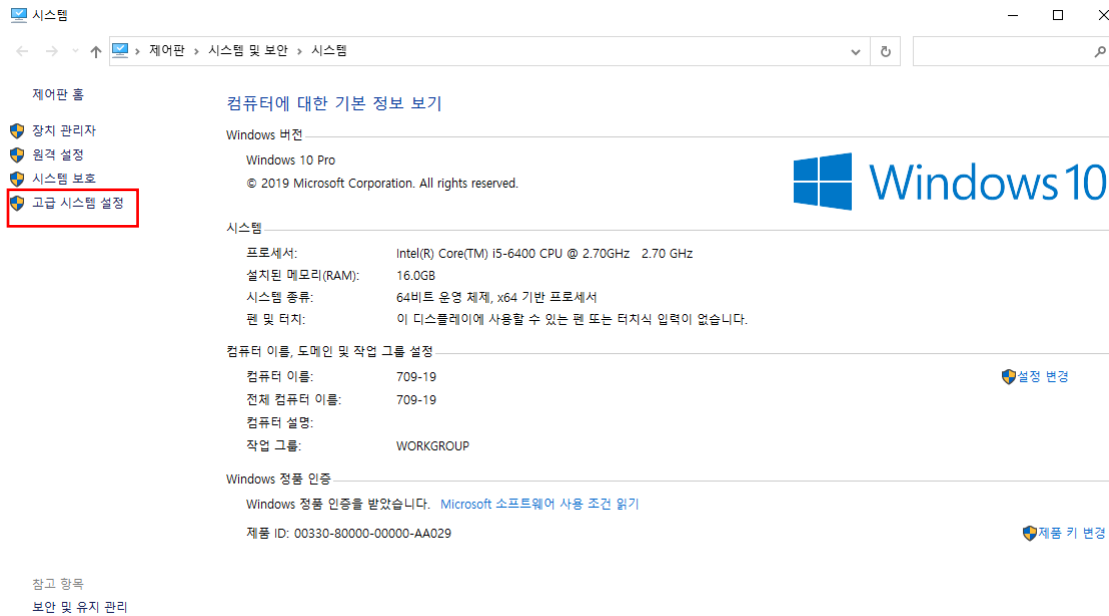 시스템
제어판 › 시스템 및 보안 › 시스템
제어판 홈
장치 관리자
원격 설정
시스템 보호
고급 시스템 설정
컴퓨터에 대한 기본 정보 보기
Windows 버전
Windows 10 Pro
© 2019 Microsoft Corporation. All rights reserved.
Windows 10
시스템
프로세서: Intel(R) Core(TM) i5-6400 CPU @ 2.70GHz 2.70 GHz
설치된 메모리(RAM): 16.0GB
시스템 종류: 64비트 운영 체제, x64 기반 프로세서
펜 및 터치: 이 디스플레이에 사용할 수 있는 펜 또는 터치식 입력이 없습니다.
컴퓨터 이름, 도메인 및 작업 그룹 설정
컴퓨터 이름: 709-19 설정 변경
전체 컴퓨터 이름: 709-19
컴퓨터 설명:
작업 그룹: WORKGROUP
Windows 정품 인증
Windows 정품 인증을 받았습니다. Microsoft 소프트웨어 사용 조건 읽기
제품 ID: 00330-80000-00000-AA029 제품 키 변경
참고 항목
보안 및 유지 관리